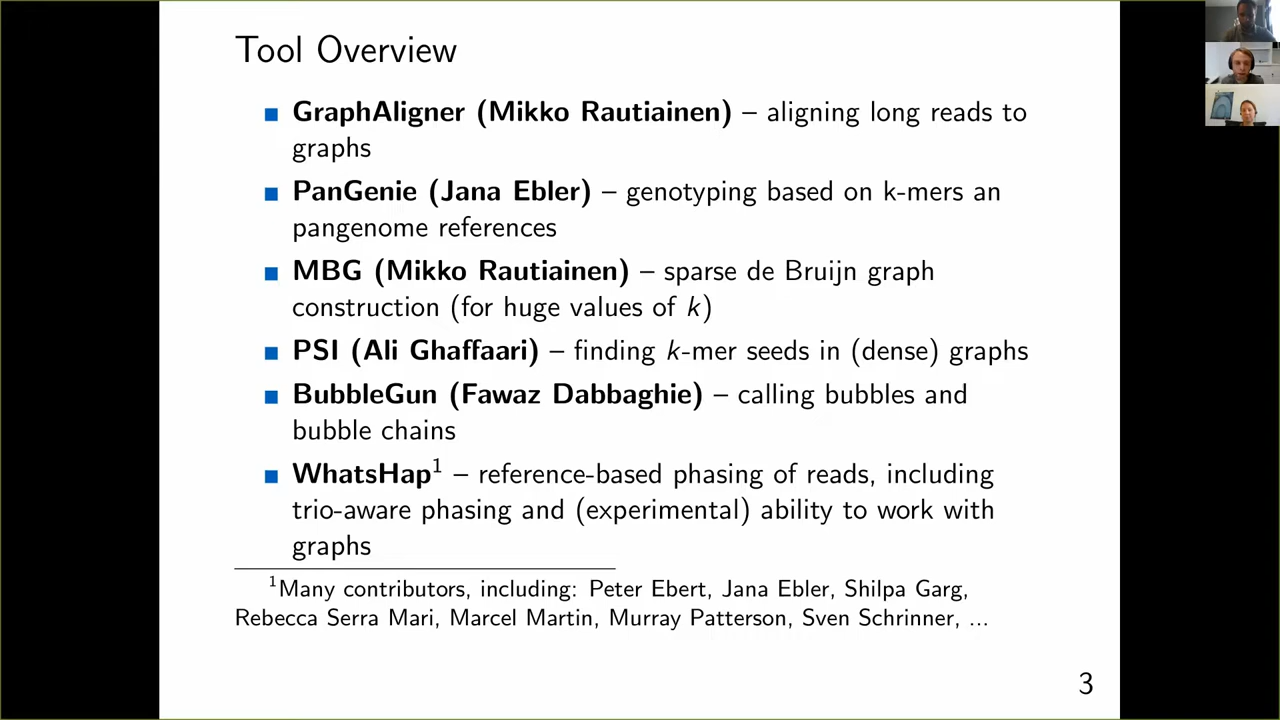 Tool Overview
GraphAligner (Mikko Rautiainen) – aligning long reads to
graphs
PanGenie (Jana Ebler) – genotyping based on k-mers an
pangenome references
MBG (Mikko Rautiainen) – sparse de Bruijn graph
construction (for huge values of k)
PSI (Ali Ghaffaari) – finding k-mer seeds in (dense) graphs
BubbleGun (Fawaz Dabbaghie) – calling bubbles and
bubble chains
WhatsHap¹ – reference-based phasing of reads, including
trio-aware phasing and (experimental) ability to work with
graphs
¹Many contributors, including: Peter Ebert, Jana Ebler, Shilpa Garg,
Rebecca Serra Mari, Marcel Martin, Murray Patterson, Sven Schrinner, ...
3